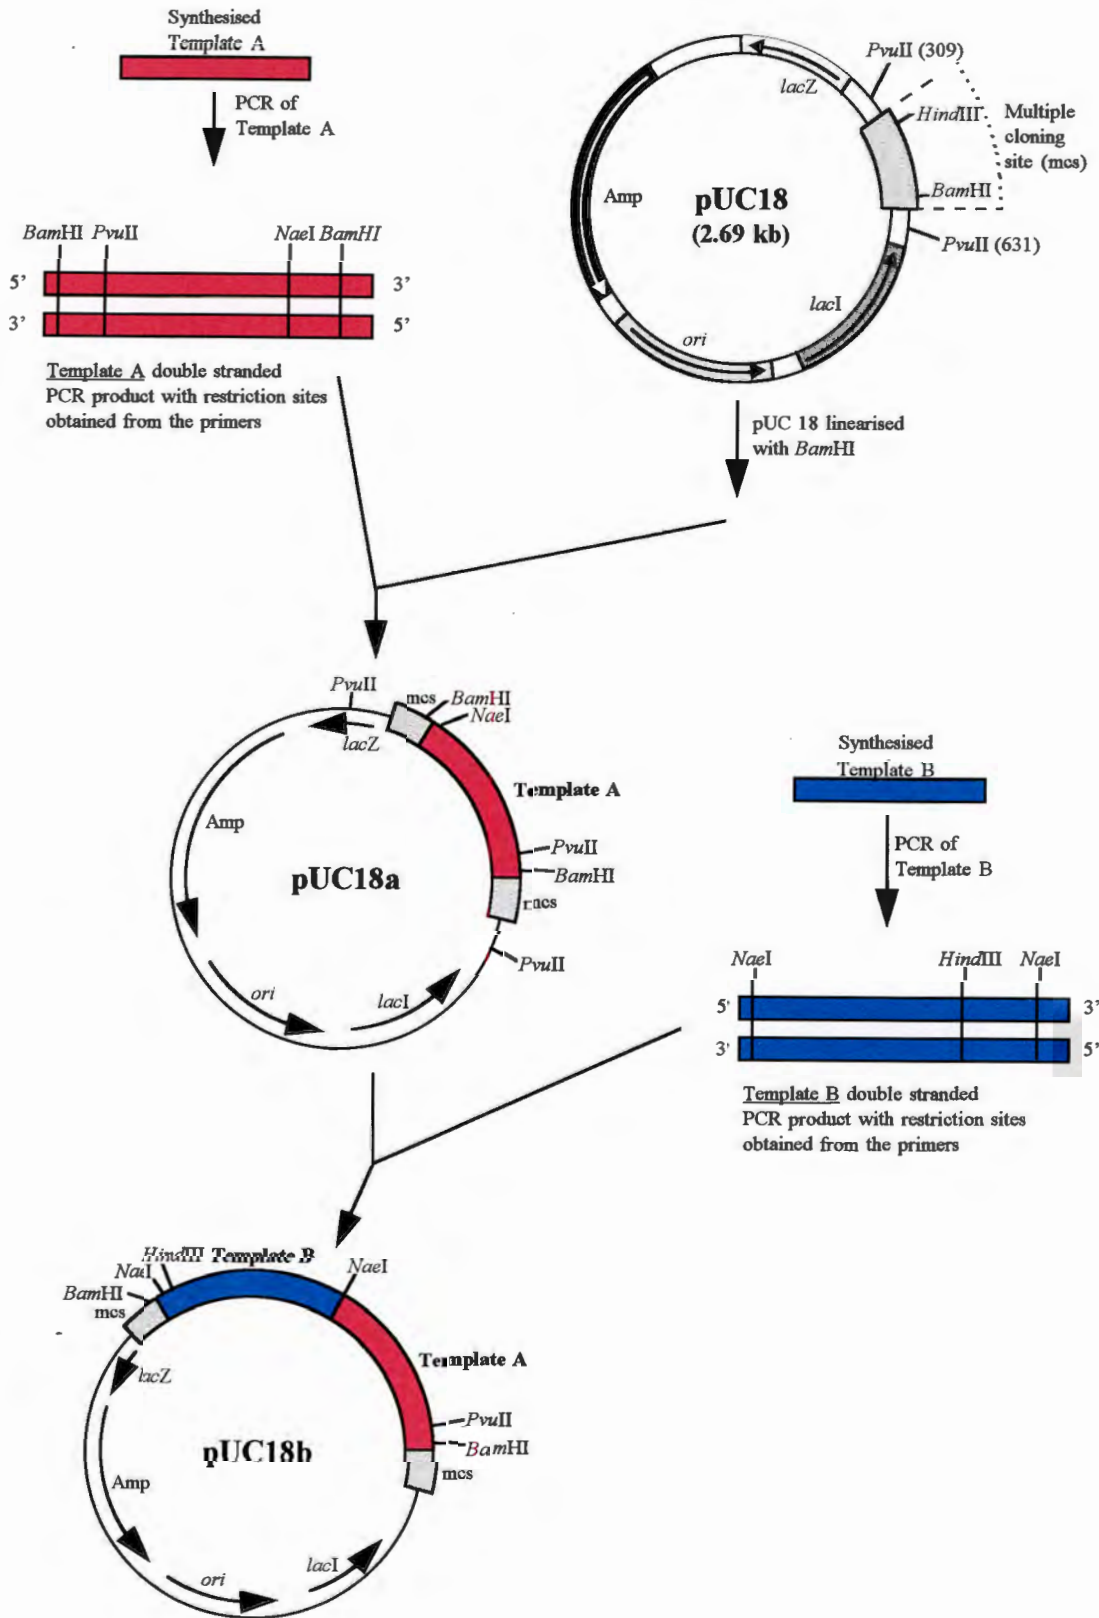 Synthesised
Template A
PCR of
Template A
BamHI PvuII NaeI BamHI
5' 3'
3' 5'
Template A double stranded
PCR product with restriction sites
obtained from the primers
PvuII (309)
lacZ
HindIII
Multiple
cloning
site (mcs)
BamHI
Amp
pUC18
(2.69 kb)
PvuII (631)
lacI
ori
pUC 18 linearised
with BamHI
PvuII
mcs
BamHI
NaeI
lacZ
Template A
Amp
PvuII
BamHI
pUC18a
mcs
PvuII
ori
lacI
Synthesised
Template B
PCR of
Template B
NaeI HindIII NaeI
5' 3'
3' 5'
Template B double stranded
PCR product with restriction sites
obtained from the primers
HindIII Template B
NaeI
NaeI
BamHI
mcs
lacZ
Template A
PvuII
BamHI
pUC18b
mcs
Amp
lacI
ori